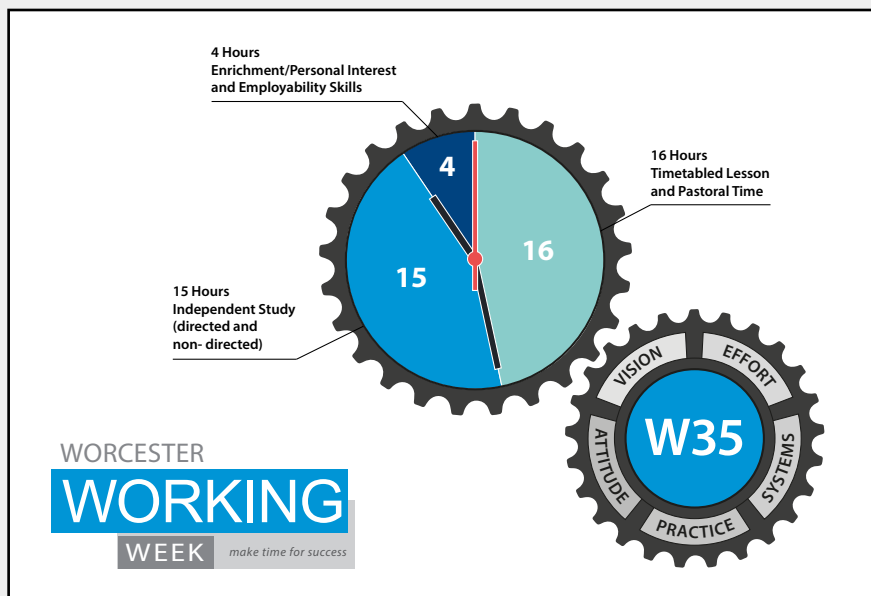 4 Hours
Enrichment/Personal Interest
and Employability Skills
4
16
15
16 Hours
Timetabled Lesson
and Pastoral Time
15 Hours
Independent Study
(directed and
non- directed)
VISION
EFFORT
ATTITUDE
SYSTEMS
PRACTICE
W35
WORCESTER
WORKING
WEEK
make time for success